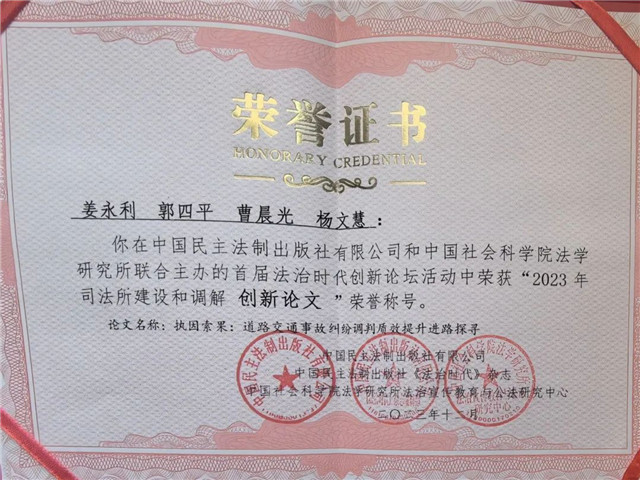 荣誉证书
HONORARY CREDENTIAL
姜永利 郭四平 曹晨光 杨文慧：
你在中国民主法制出版社有限公司和中国社会科学院法学
研究所联合主办的首届法治时代创新论坛活动中荣获“2023年
司法所建设和调解 创新论文 ”荣誉称号。
论文名称：执因索果：道路交通事故纠纷调判质效提升进路探寻
中国民主法制出版社有限公司
中国民主法制出版社《法治时代》杂志
中国社会科学院法学研究所法治宣传教育与公法研究中心
二〇二三年十二月